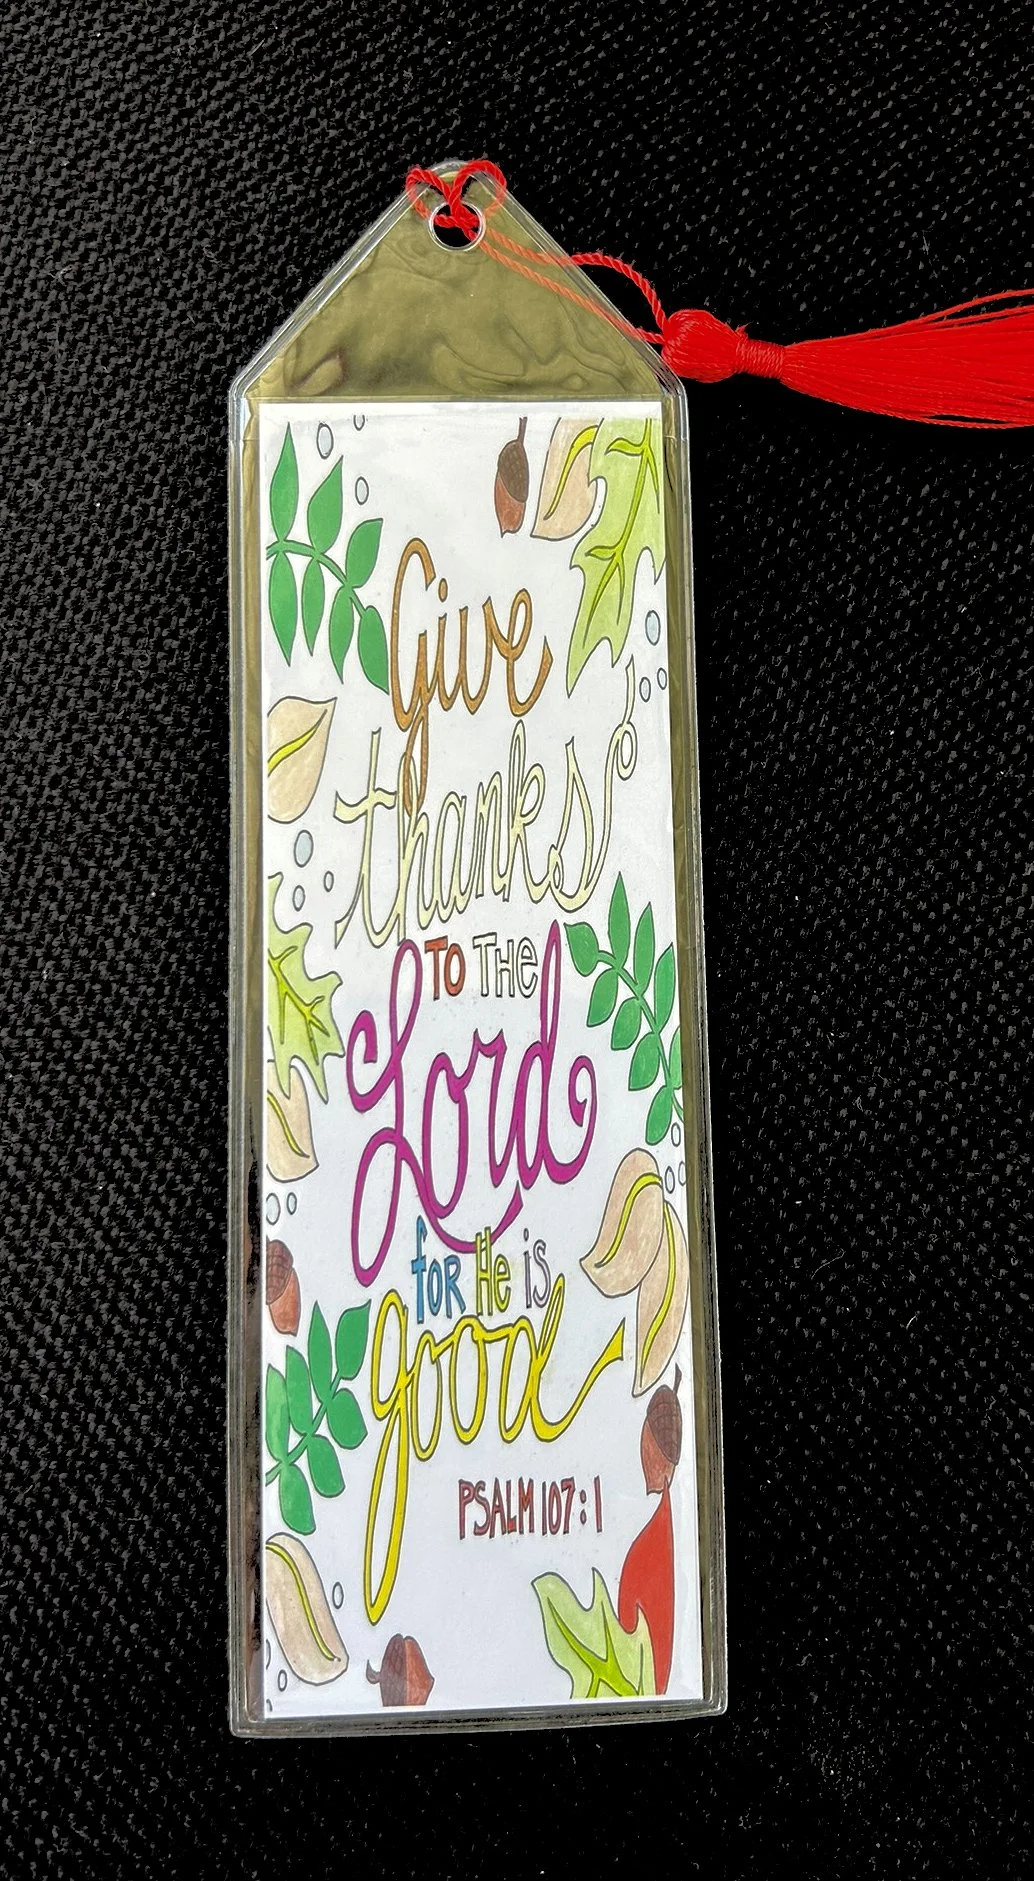 Give
thanks
TO THE
Lord
for He is
good
PSALM 107:1